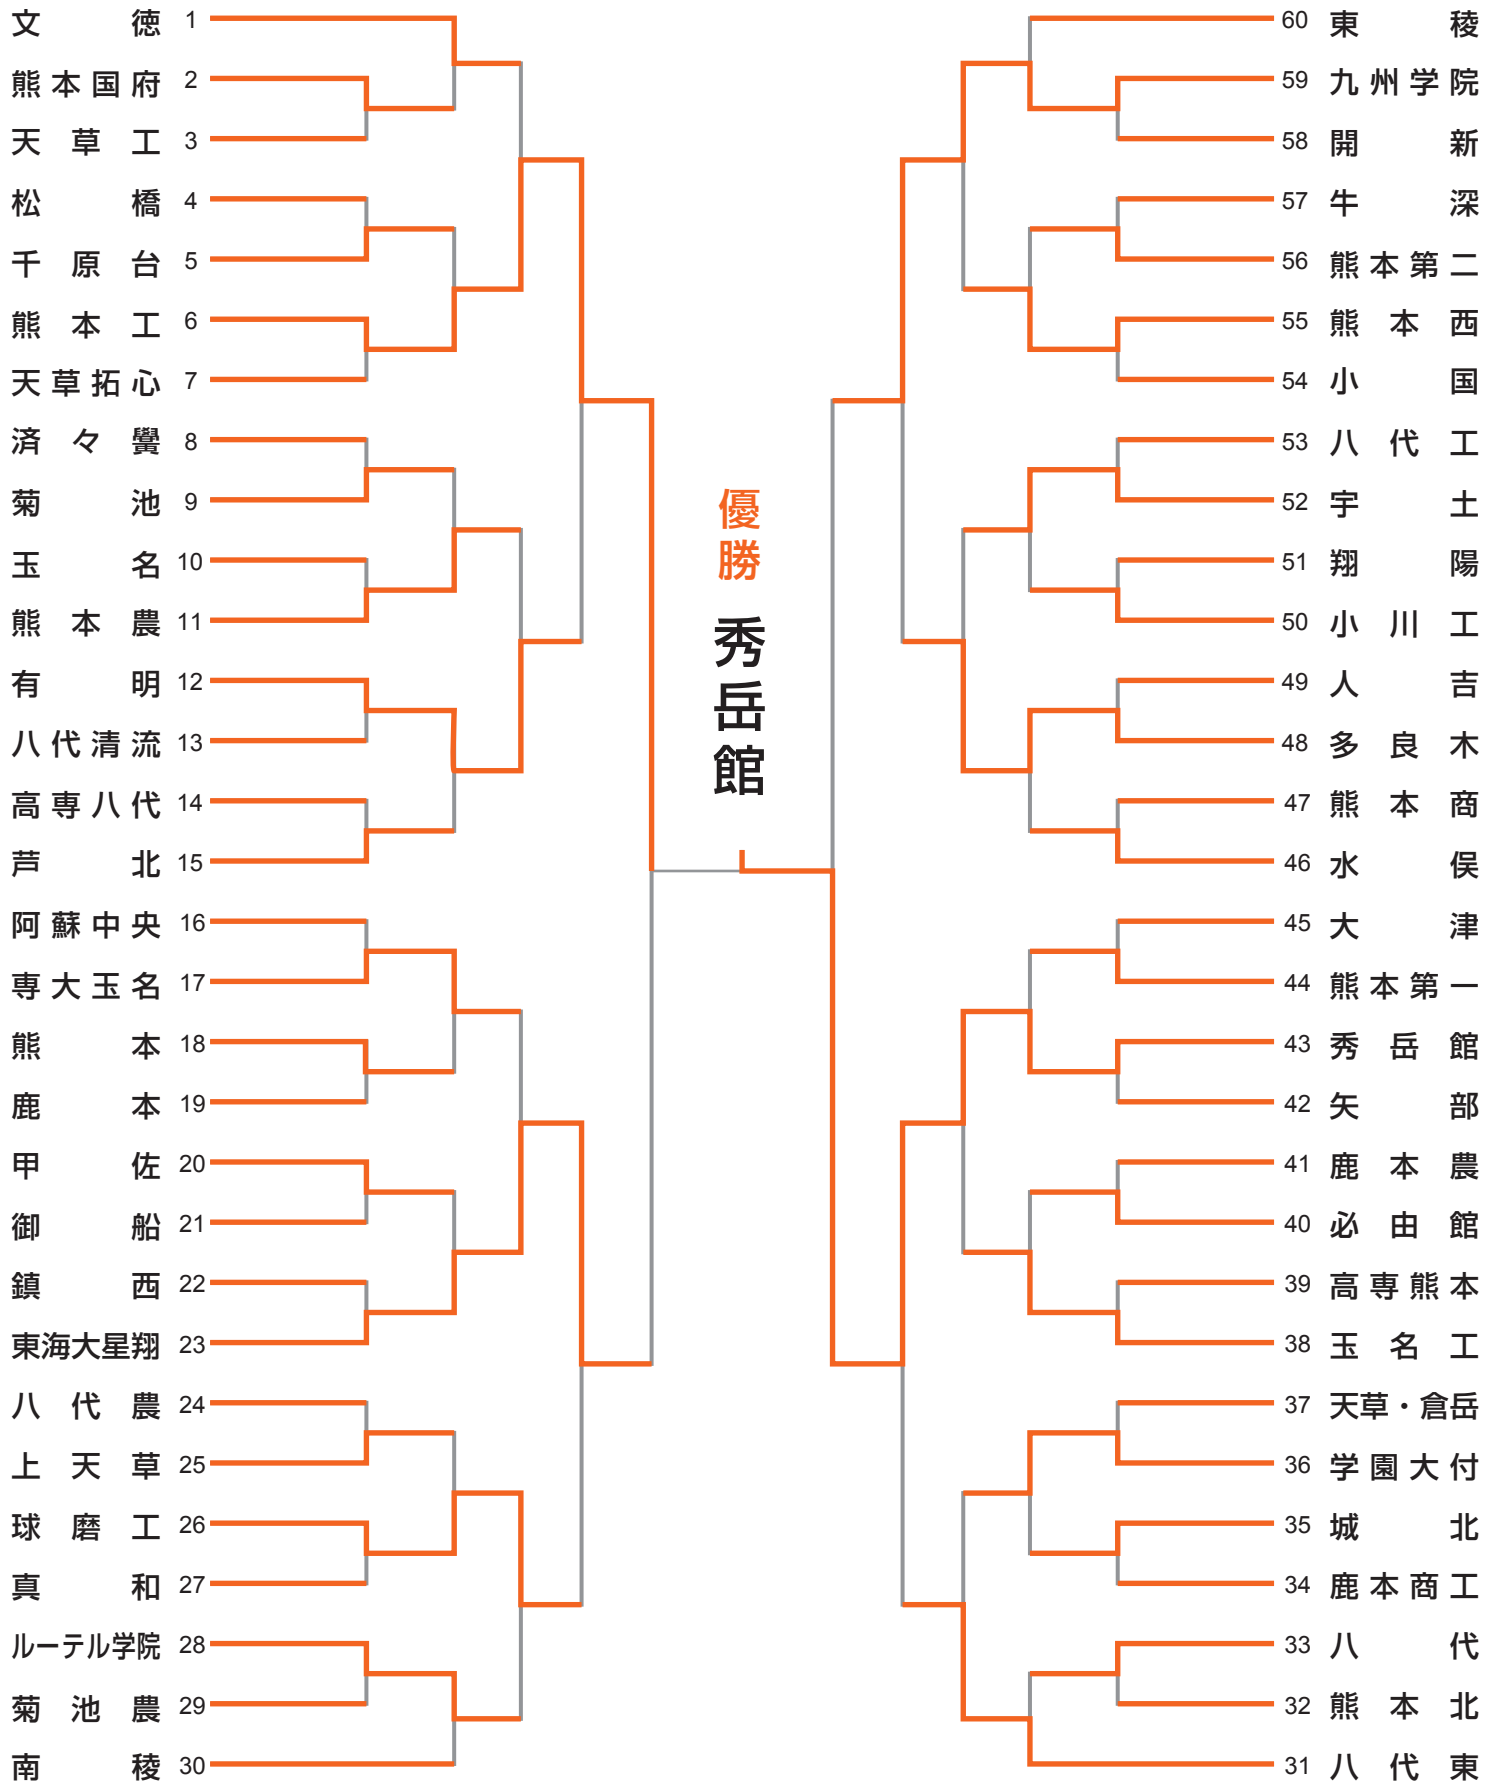 文徳 1
熊本国府 2
天草工 3
松橋 4
千原台 5
熊本工 6
天草拓心 7
済々黌 8
菊池 9
玉名 10
熊本農 11
有明 12
八代清流 13
高専八代 14
芦北 15
阿蘇中央 16
専大玉名 17
熊本 18
鹿本 19
甲佐 20
御船 21
鎮西 22
東海大星翔 23
八代農 24
上天草 25
球磨工 26
真和 27
ルーテル学院 28
菊池農 29
南稜 30
優勝
秀岳館
60 東稜
59 九州学院
58 開新
57 牛深
56 熊本第二
55 熊本西
54 小国
53 八代工
52 宇土
51 翔陽
50 小川工
49 人吉
48 多良木
47 熊本商
46 水俣
45 大津
44 熊本第一
43 秀岳館
42 矢部
41 鹿本農
40 必由館
39 高専熊本
38 玉名工
37 天草・倉岳
36 学園大付
35 城北
34 鹿本商工
33 八代
32 熊本北
31 八代東